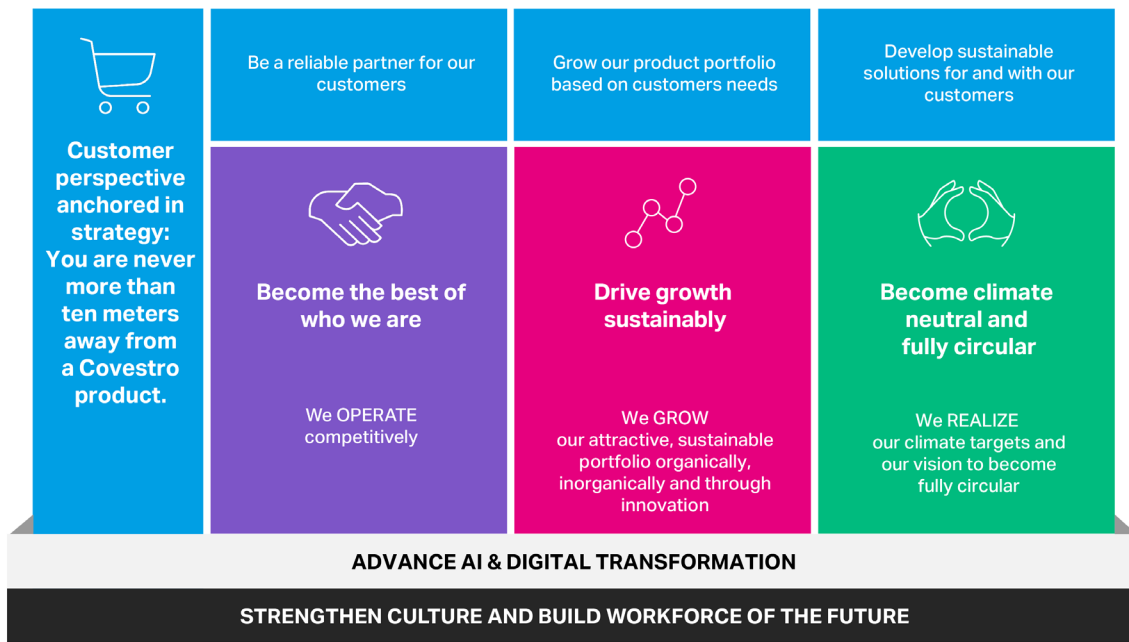 Customer
perspective
anchored in
strategy:
You are never
more than
ten meters
away from
a Covestro
product.
Be a reliable partner for our
customers
Grow our product portfolio
based on customers needs
Develop sustainable
solutions for and with our
customers
Become the best of
who we are
We OPERATE
competitively
Drive growth
sustainably
We GROW
our attractive, sustainable
portfolio organically,
inorganically and through
innovation
Become climate
neutral and
fully circular
We REALIZE
our climate targets and
our vision to become
fully circular
ADVANCE AI & DIGITAL TRANSFORMATION
STRENGTHEN CULTURE AND BUILD WORKFORCE OF THE FUTURE